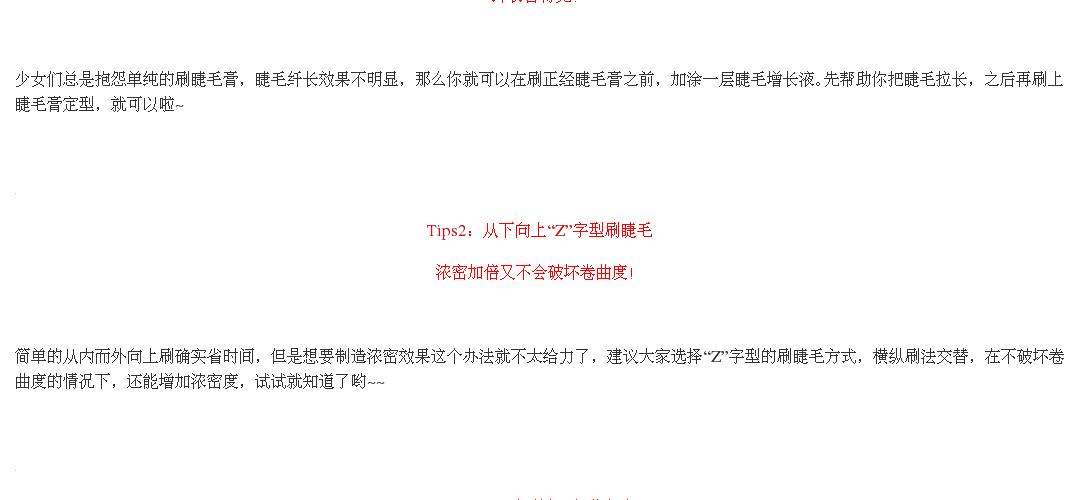 少女们总是抱怨单纯的刷睫毛膏，睫毛纤长效果不明显，那么你就可以在刷正经睫毛膏之前，加涂一层睫毛增长液。先帮助你把睫毛拉长，之后再刷上
睫毛膏定型，就可以啦~
Tips2：从下向上“Z”字型刷睫毛
浓密加倍又不会破坏卷曲度！
简单的从内而外向上刷确实省时间，但是想要制造浓密效果这个办法就不太给力了，建议大家选择“Z”字型的刷睫毛方式，横纵刷法交替，在不破坏卷
曲度的情况下，还能增加浓密度，试试就知道了哟~~